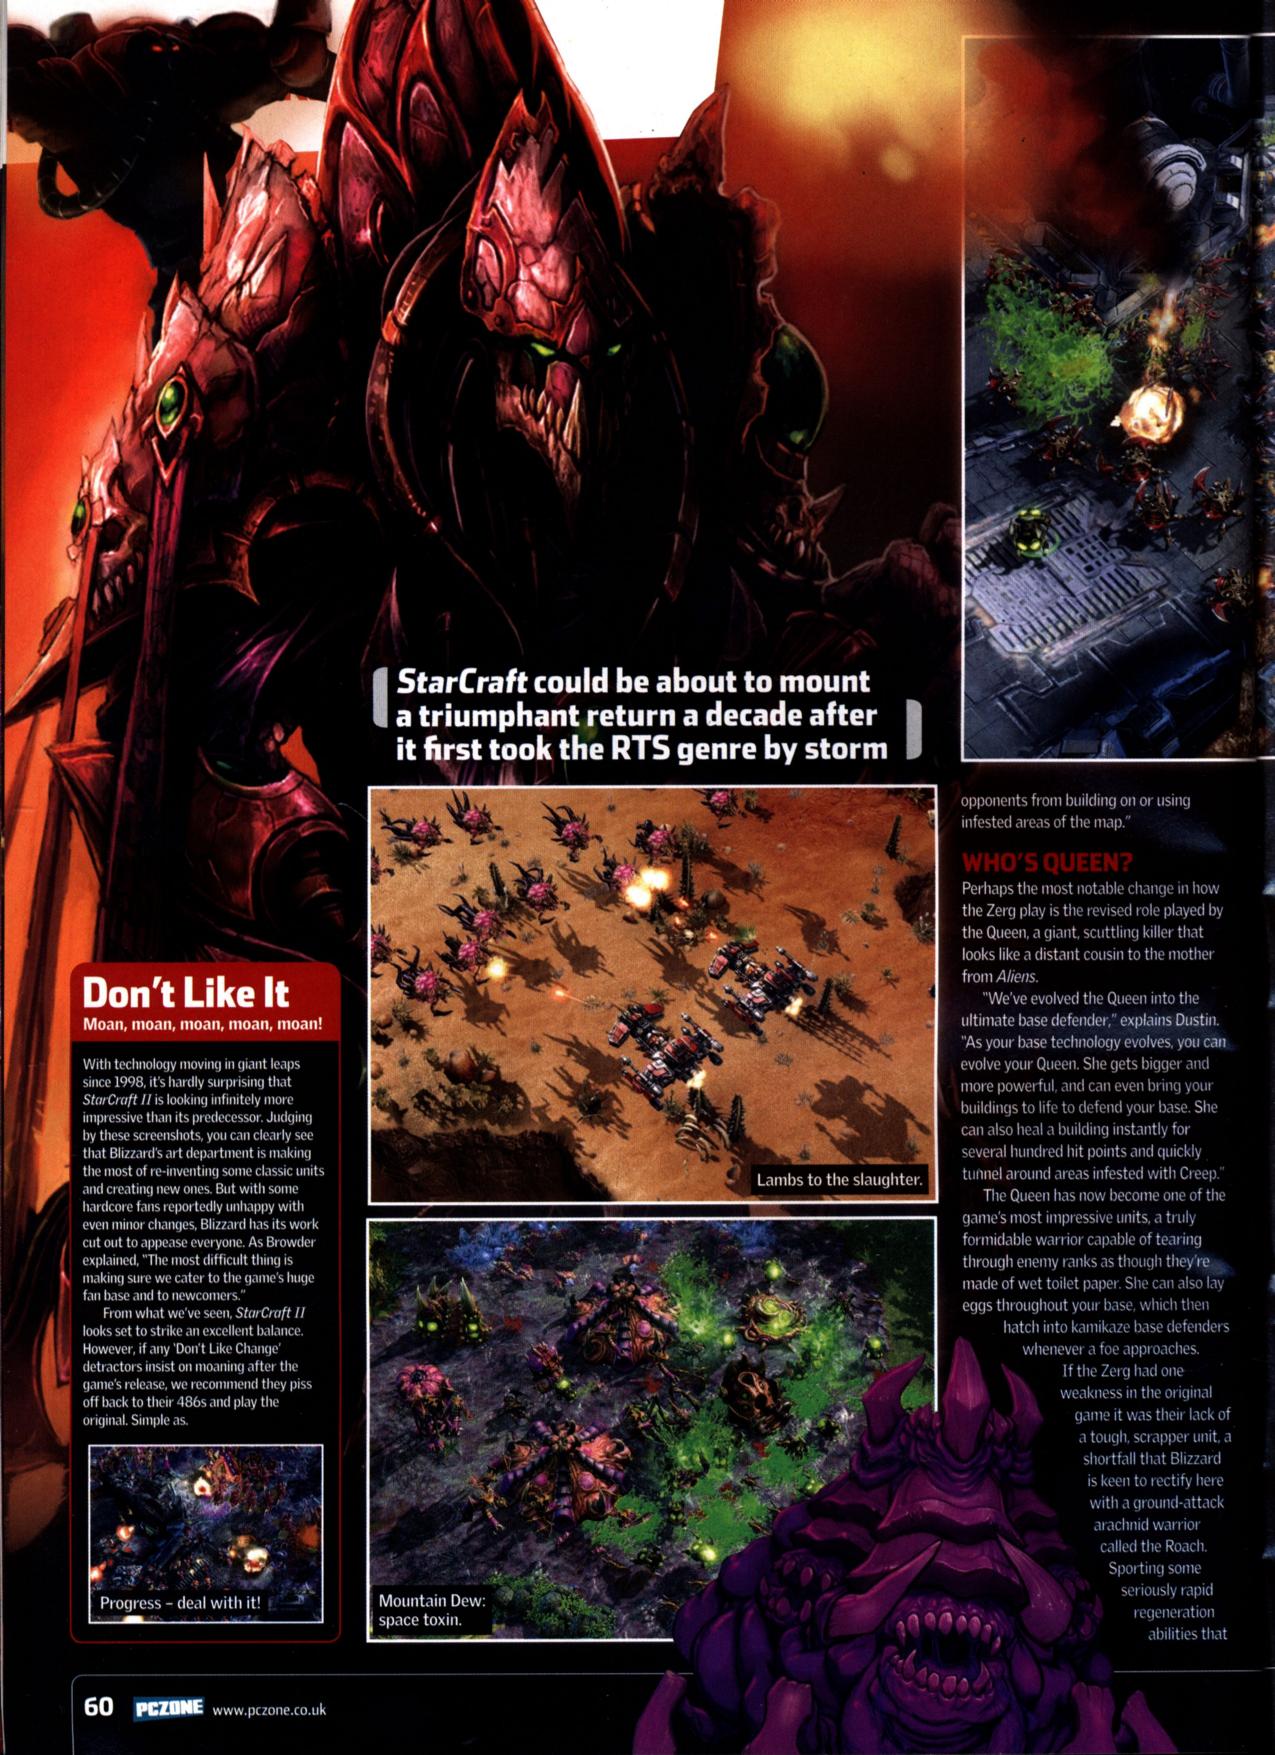 StarCraft could be about to mount
a triumphant return a decade after
it first took the RTS genre by storm
Don't Like It
Moan, moan, moan, moan, moan!
With technology moving in giant leaps
since 1998, it's hardly surprising that
StarCraft II is looking infinitely more
impressive than its predecessor. Judging
by these screenshots, you can clearly see
that Blizzard's art department is making
the most of re-inventing some classic units
and creating new ones. But with some
hardcore fans reportedly unhappy with
even minor changes, Blizzard has its work
cut out to appease everyone. As Browder
explained, "The most difficult thing is
making sure we cater to the game's huge
fan base and to newcomers."
From what we've seen, StarCraft II
looks set to strike an excellent balance.
However, if any 'Don't Like Change'
detractors insist on moaning after the
game's release, we recommend they piss
off back to their 486s and play the
original. Simple as.
Progress – deal with it!
Lambs to the slaughter.
Mountain Dew:
space toxin.
opponents from building on or using
infested areas of the map."
WHO'S QUEEN?
Perhaps the most notable change in how
the Zerg play is the revised role played by
the Queen, a giant, scuttling killer that
looks like a distant cousin to the mother
from Aliens.
"We've evolved the Queen into the
ultimate base defender," explains Dustin.
"As your base technology evolves, you can
evolve your Queen. She gets bigger and
more powerful, and can even bring your
buildings to life to defend your base. She
can also heal a building instantly for
several hundred hit points and quickly
tunnel around areas infested with Creep."
The Queen has now become one of the
game's most impressive units, a truly
formidable warrior capable of tearing
through enemy ranks as though they're
made of wet toilet paper. She can also lay
eggs throughout your base, which then
hatch into kamikaze base defenders
whenever a foe approaches.
If the Zerg had one
weakness in the original
game it was their lack of
a tough, scrapper unit, a
shortfall that Blizzard
is keen to rectify here
with a ground-attack
arachnid warrior
called the Roach.
Sporting some
seriously rapid
regeneration
abilities that
60 PCZONE www.pczone.co.uk